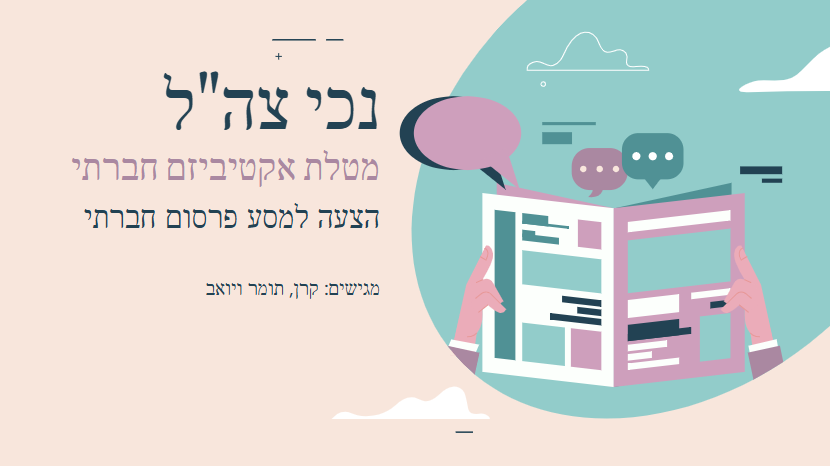 נכי צה"ל
מטלת אקטיביזם חברתי
הצעה למסע פרסום חברתי
מגישים: קרן, תומר ויואב